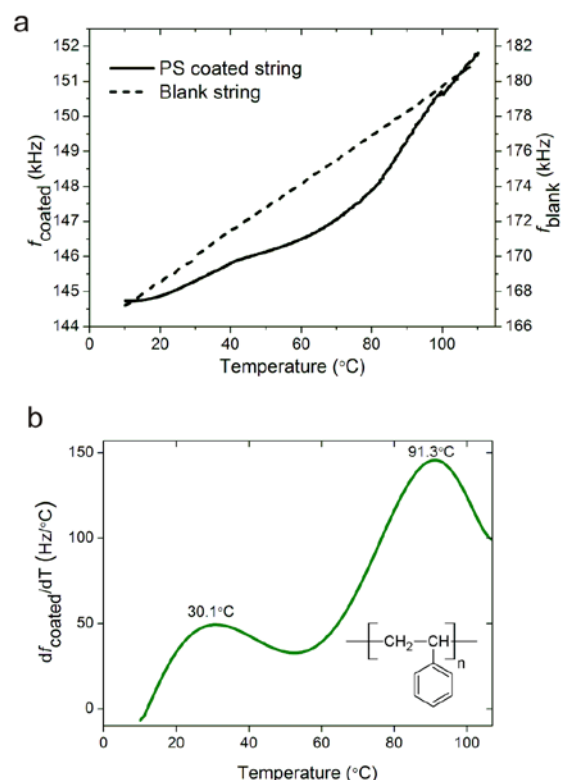 a
152
151
150
149
148
147
146
145
144
f_coated (kHz)
PS coated string
Blank string
182
180
178
176
174
172
170
168
166
f_blank (kHz)
0 20 40 60 80 100
Temperature (°C)
b
150
100
50
0
df_coated/dT (Hz/°C)
30.1°C
91.3°C
CH₂ CH
n
0 20 40 60 80 100
Temperature (°C)